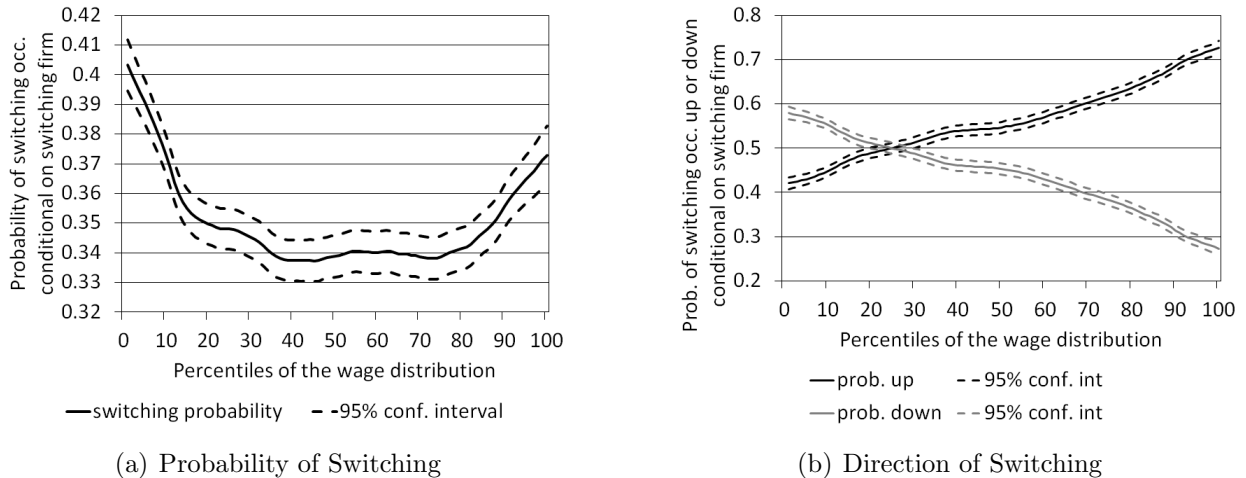 Probability of switching occ.
conditional on switching firm
0.42
0.41
0.4
0.39
0.38
0.37
0.36
0.35
0.34
0.33
0.32
0 10 20 30 40 50 60 70 80 90 100
Percentiles of the wage distribution
switching probability 95% conf. interval
(a) Probability of Switching
Prob. of switching occ. up or down
conditional on switching firm
0.8
0.7
0.6
0.5
0.4
0.3
0.2
0 10 20 30 40 50 60 70 80 90 100
Percentiles of the wage distribution
prob. up 95% conf. int
prob. down 95% conf. int
(b) Direction of Switching